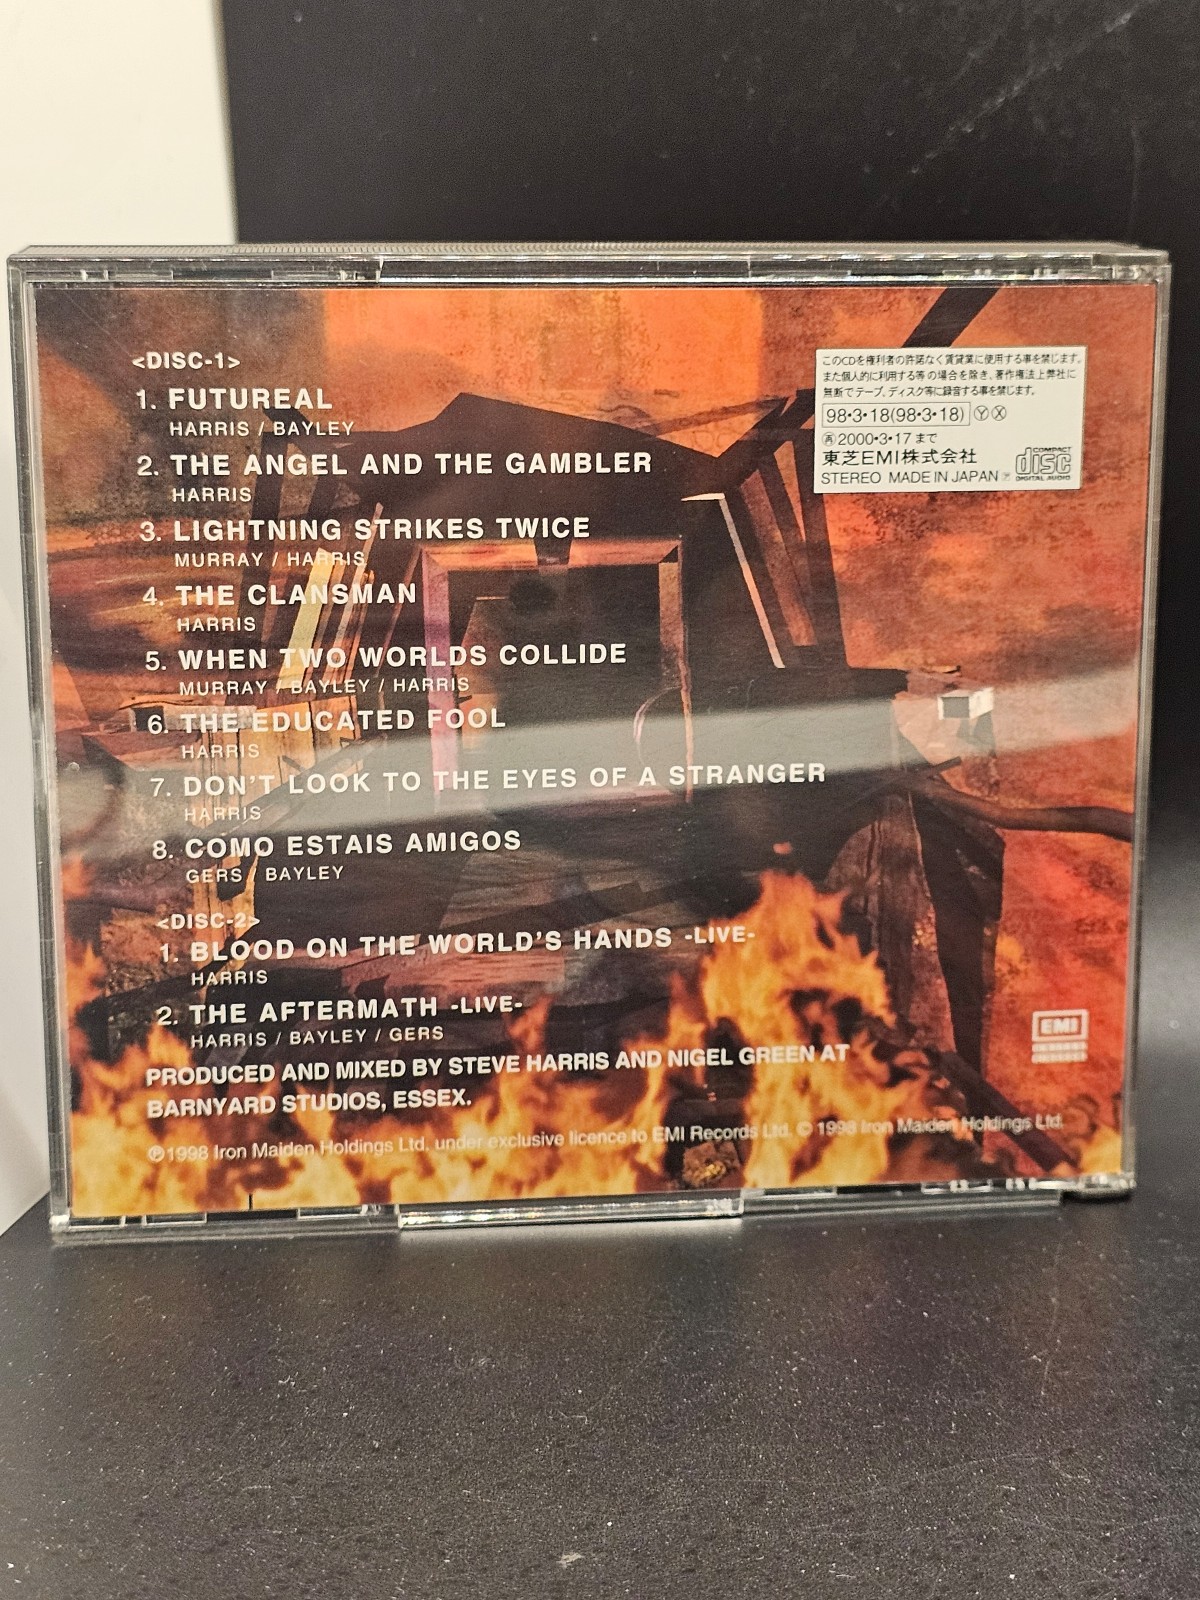 <DISC-1>
1. FUTUREAL
HARRIS / BAYLEY
2. THE ANGEL AND THE GAMBLER
HARRIS
3. LIGHTNING STRIKES TWICE
MURRAY / HARRIS
4. THE CLANSMAN
HARRIS
5. WHEN TWO WORLDS COLLIDE
MURRAY / BAYLEY / HARRIS
6. THE EDUCATED FOOL
HARRIS
7. DON'T LOOK TO THE EYES OF A STRANGER
HARRIS
8. COMO ESTAIS AMIGOS
GERS / BAYLEY
<DISC-2>
1. BLOOD ON THE WORLD'S HANDS -LIVE-
HARRIS
2. THE AFTERMATH -LIVE-
HARRIS / BAYLEY / GERS
PRODUCED AND MIXED BY STEVE HARRIS AND NIGEL GREEN AT
BARNYARD STUDIOS, ESSEX.
℗1998 Iron Maiden Holdings Ltd. under exclusive licence to EMI Records Ltd. © 1998 Iron Maiden Holdings Ltd.
このCDを権利者の許諾なく賃貸業に使用する事を禁じます。
また個人的に利用する等の場合を除き、著作権法上弊社に
無断でテープ、ディスク等に録音する事を禁じます。
98・3・18(98・3・18) Ⓨ Ⓧ
㊣2000・3・17まで
東芝EMI株式会社
STEREO MADE IN JAPAN
COMPACT
disc
DIGITAL AUDIO
EMI